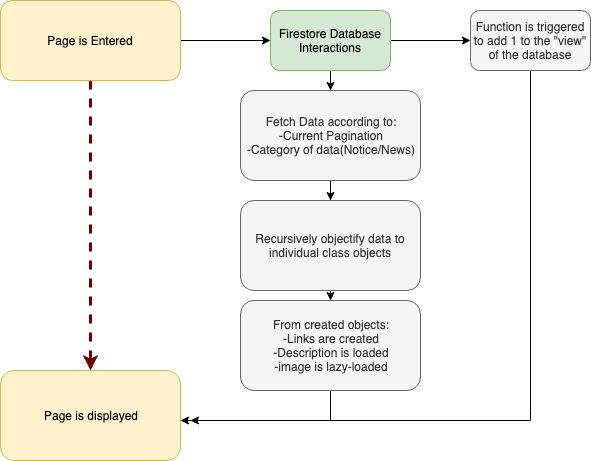 Page is Entered
Firestore Database
Interactions
Function is triggered
to add 1 to the "view"
of the database
Fetch Data according to:
-Current Pagination
-Category of data(Notice/News)
Recursively objectify data to
individual class objects
From created objects:
-Links are created
-Description is loaded
-image is lazy-loaded
Page is displayed